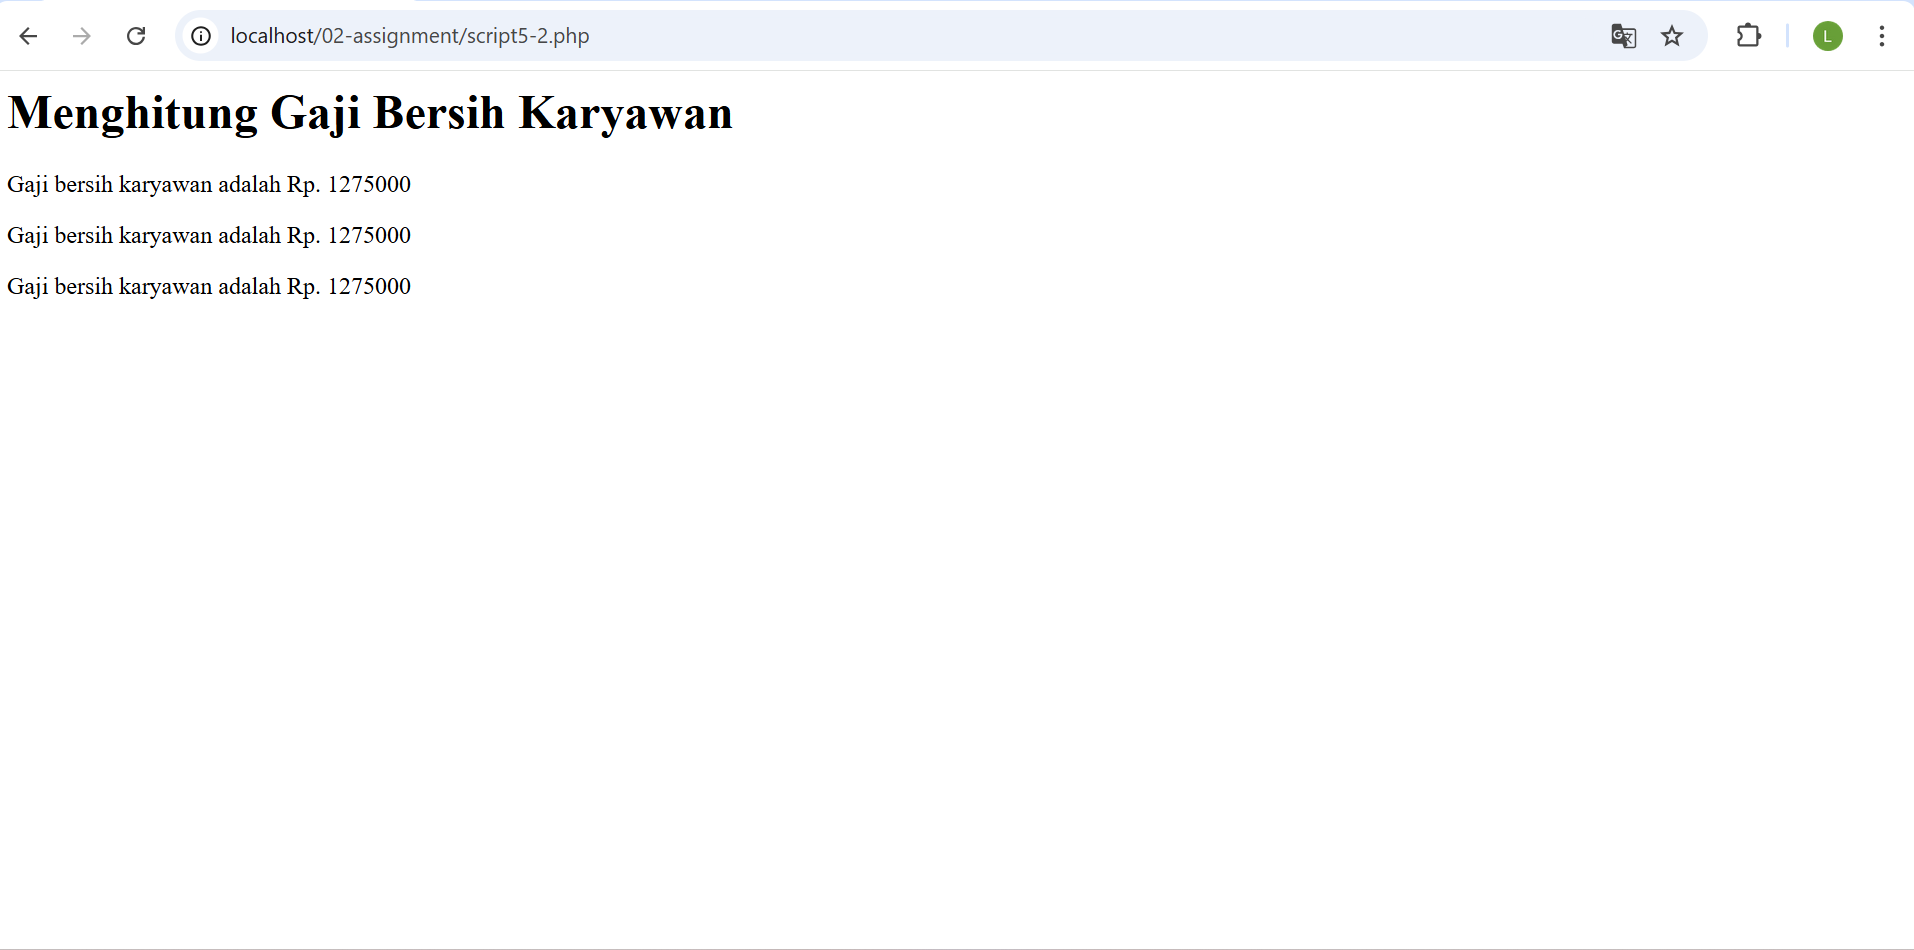 localhost/02-assignment/script5-2.php
L
Menghitung Gaji Bersih Karyawan
Gaji bersih karyawan adalah Rp. 1275000
Gaji bersih karyawan adalah Rp. 1275000
Gaji bersih karyawan adalah Rp. 1275000